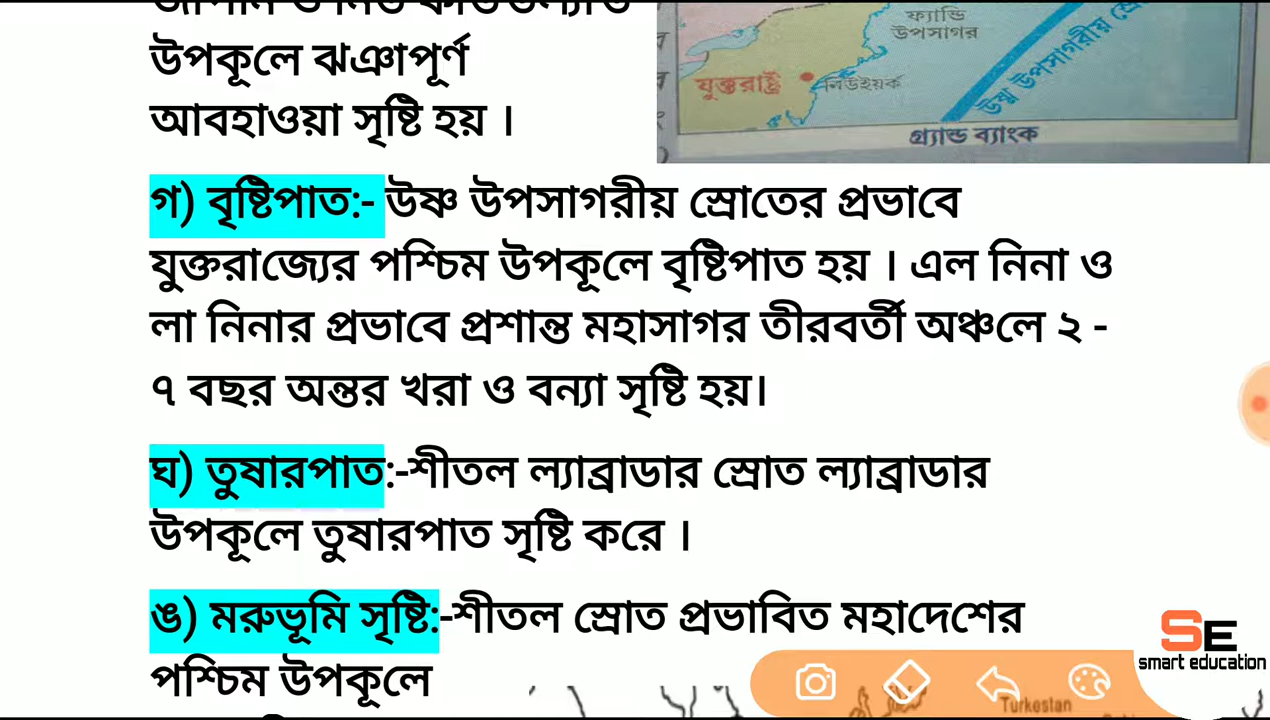 উপকূলে ঝঞাপূর্ণ
আবহাওয়া সৃষ্টি হয় ।
ফ্যান্ডি
উপসাগর
যুক্তরাষ্ট্র
নিউইয়র্ক
উষ্ণ উপসাগরীয়
গ্র্যান্ড ব্যাংক
গ) বৃষ্টিপাত:- উষ্ণ উপসাগরীয় স্রোতের প্রভাবে
যুক্তরাজ্যের পশ্চিম উপকূলে বৃষ্টিপাত হয় । এল নিনা ও
লা নিনার প্রভাবে প্রশান্ত মহাসাগর তীরবর্তী অঞ্চলে ২ -
৭ বছর অন্তর খরা ও বন্যা সৃষ্টি হয়।
ঘ) তুষারপাত:-শীতল ল্যাব্রাডার স্রোত ল্যাব্রাডার
উপকূলে তুষারপাত সৃষ্টি করে ।
ঙ) মরুভূমি সৃষ্টি:-শীতল স্রোত প্রভাবিত মহাদেশের
পশ্চিম উপকূলে
SE
smart education
Turkestan